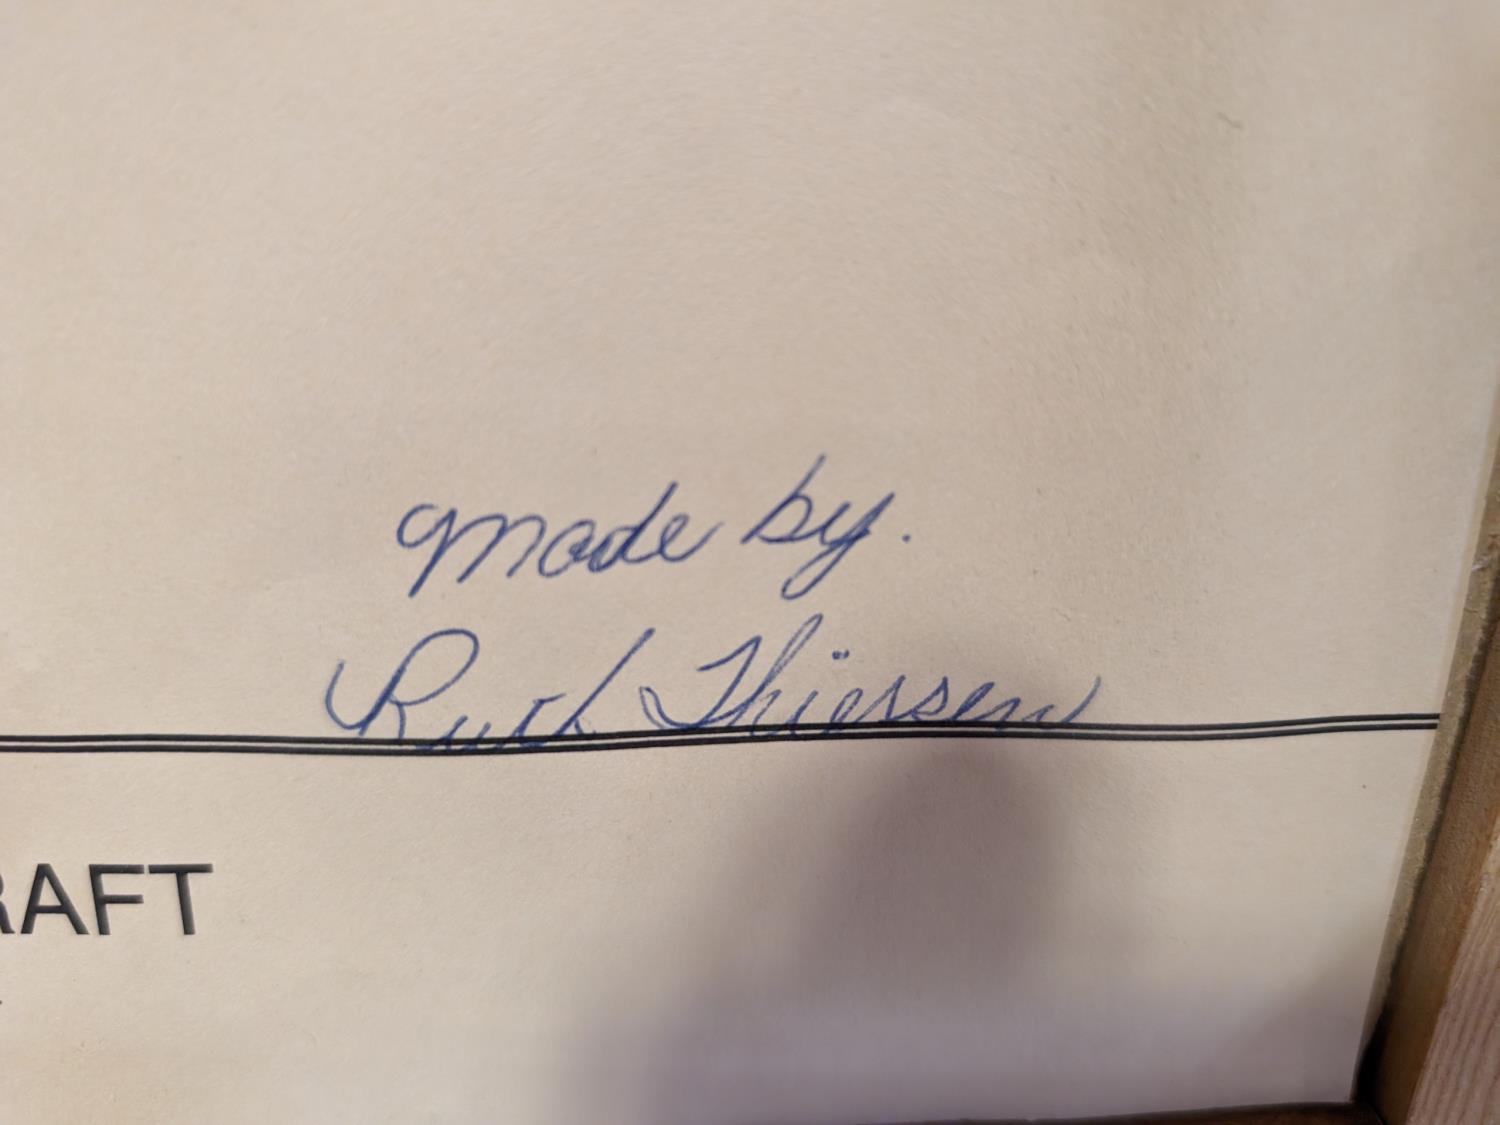 Made by.
Ruth Thiessen
RAFT